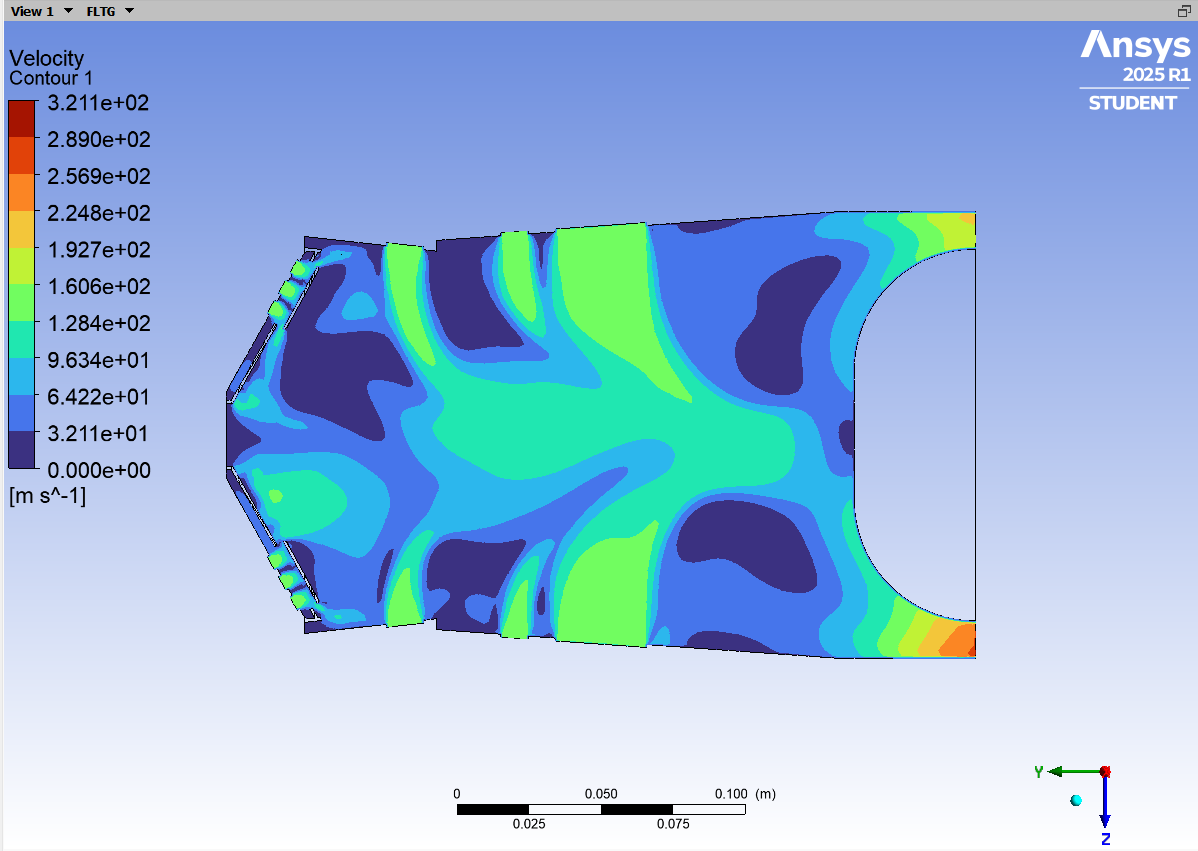 View 1 FLTG
Ansys
2025 R1
STUDENT
Velocity
Contour 1
3.211e+02
2.890e+02
2.569e+02
2.248e+02
1.927e+02
1.606e+02
1.284e+02
9.634e+01
6.422e+01
3.211e+01
0.000e+00
[m s^-1]
0 0.050 0.100 (m)
0.025 0.075
Y
Z